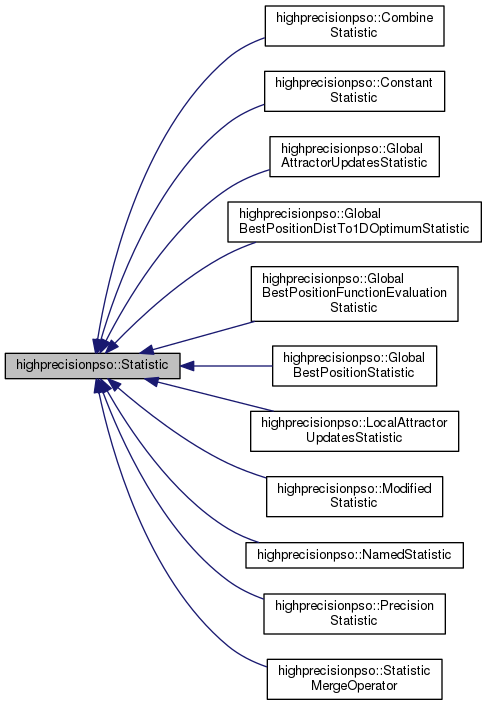 highprecisionpso::Combine
Statistic
highprecisionpso::Constant
Statistic
highprecisionpso::Global
AttractorUpdatesStatistic
highprecisionpso::Global
BestPositionDistTo1DOptimumStatistic
highprecisionpso::Global
BestPositionFunctionEvaluation
Statistic
highprecisionpso::Statistic
highprecisionpso::Global
BestPositionStatistic
highprecisionpso::LocalAttractor
UpdatesStatistic
highprecisionpso::Modified
Statistic
highprecisionpso::NamedStatistic
highprecisionpso::Precision
Statistic
highprecisionpso::Statistic
MergeOperator